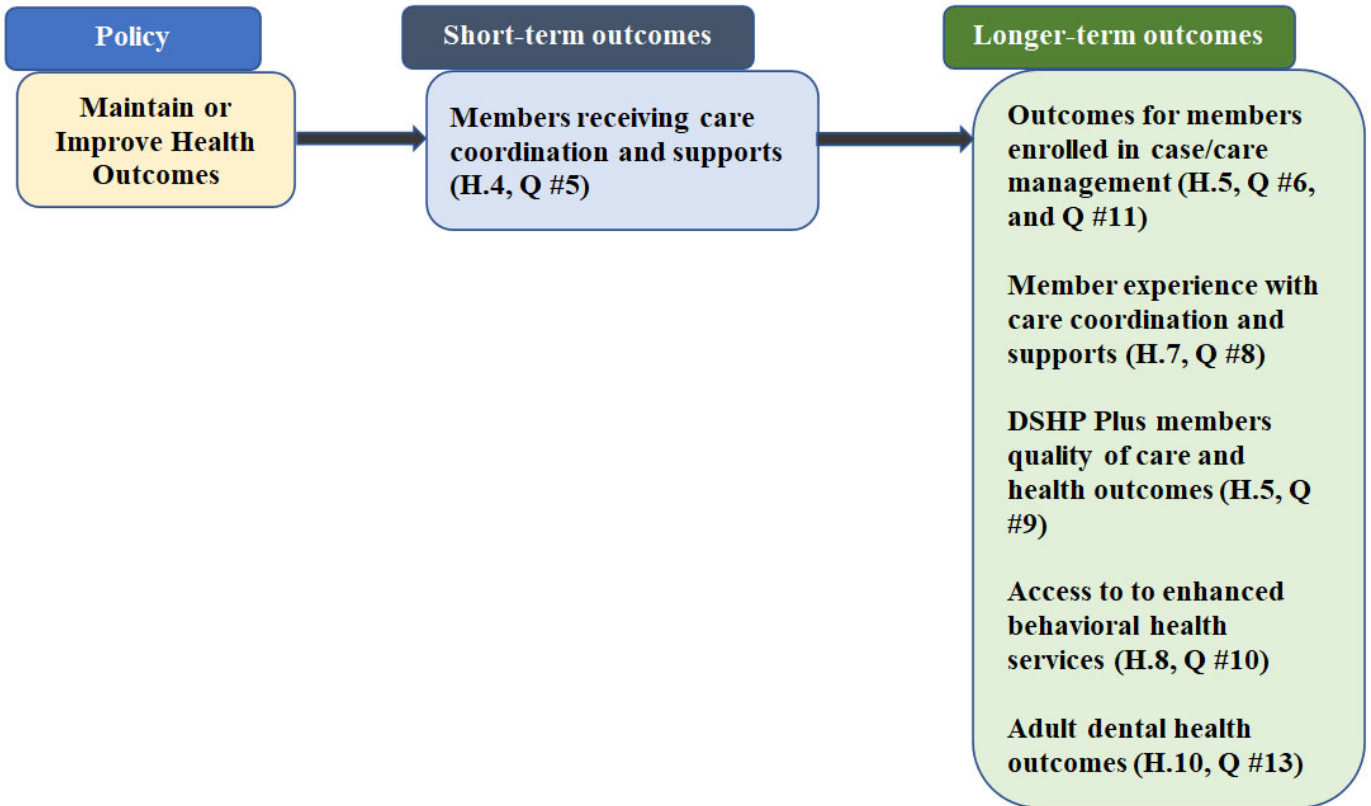 Policy
Maintain or
Improve Health
Outcomes
Short-term outcomes
Members receiving care
coordination and supports
(H.4, Q #5)
Longer-term outcomes
Outcomes for members
enrolled in case/care
management (H.5, Q #6,
and Q #11)
Member experience with
care coordination and
supports (H.7, Q #8)
DSHP Plus members
quality of care and
health outcomes (H.5, Q
#9)
Access to to enhanced
behavioral health
services (H.8, Q #10)
Adult dental health
outcomes (H.10, Q #13)